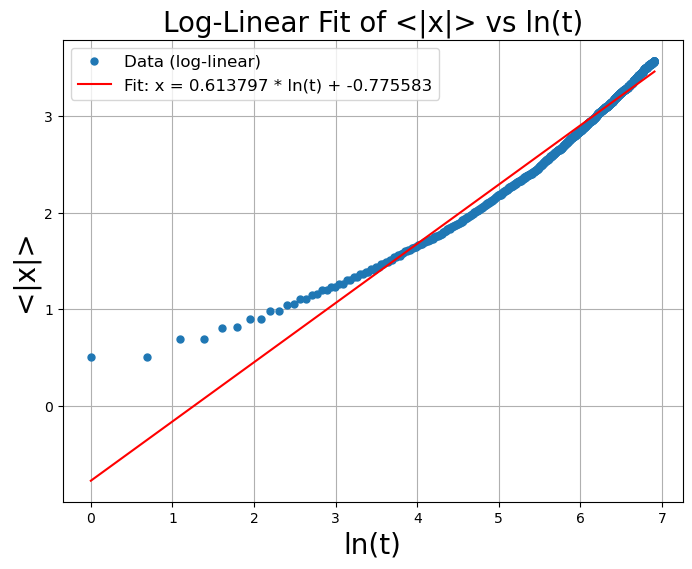 Log-Linear Fit of <|x|> vs ln(t)
Data (log-linear)
Fit: x = 0.613797 * ln(t) + -0.775583
<|x|>
3
2
1
0
0 1 2 3 4 5 6 7
ln(t)